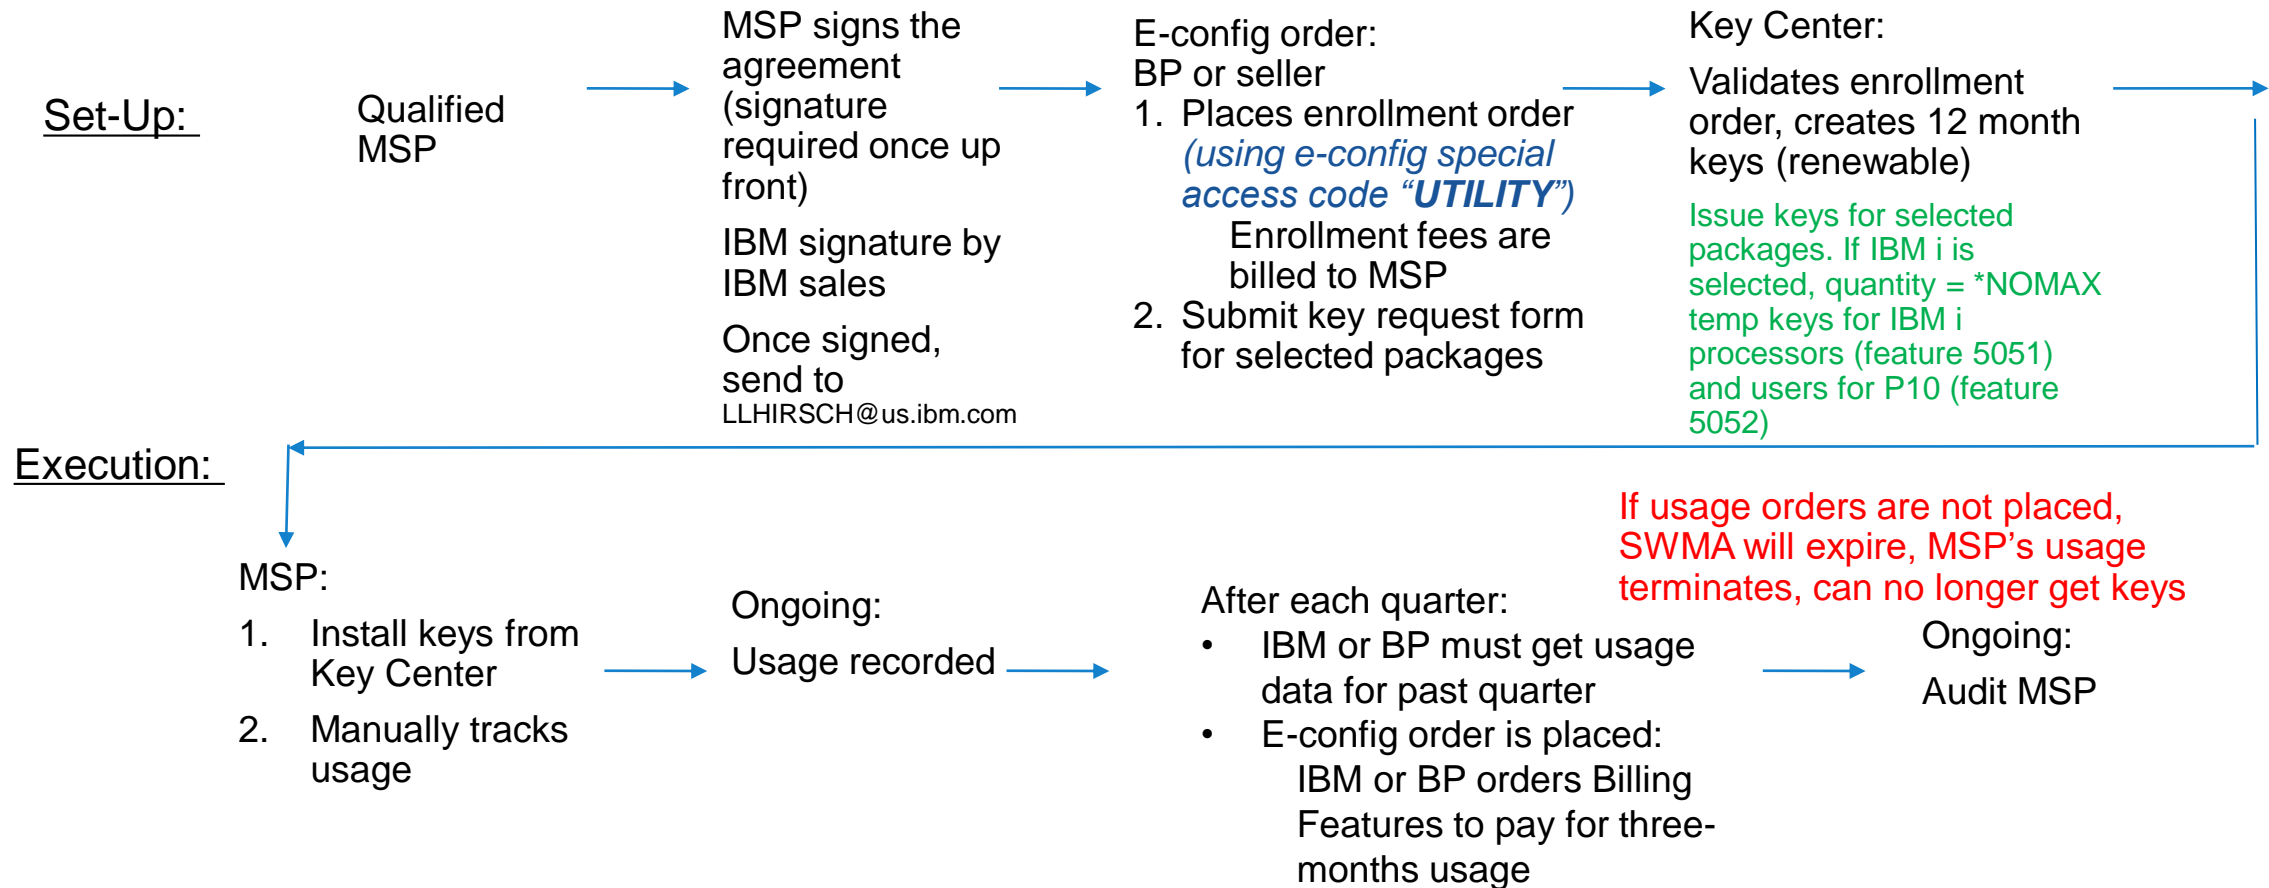 Set-Up:
Qualified
MSP
MSP signs the
agreement
(signature
required once up
front)
IBM signature by
IBM sales
Once signed,
send to
LLHIRSCH@us.ibm.com
E-config order:
BP or seller
1. Places enrollment order
(using e-config special
access code “UTILITY”)
Enrollment fees are
billed to MSP
2. Submit key request form
for selected packages
Key Center:
Validates enrollment
order, creates 12 month
keys (renewable)
Issue keys for selected
packages. If IBM i is
selected, quantity = *NOMAX
temp keys for IBM i
processors (feature 5051)
and users for P10 (feature
5052)
Execution:
MSP:
1. Install keys from
Key Center
2. Manually tracks
usage
Ongoing:
Usage recorded
After each quarter:
• IBM or BP must get usage
data for past quarter
• E-config order is placed:
IBM or BP orders Billing
Features to pay for three-
months usage
If usage orders are not placed,
SWMA will expire, MSP’s usage
terminates, can no longer get keys
Ongoing:
Audit MSP